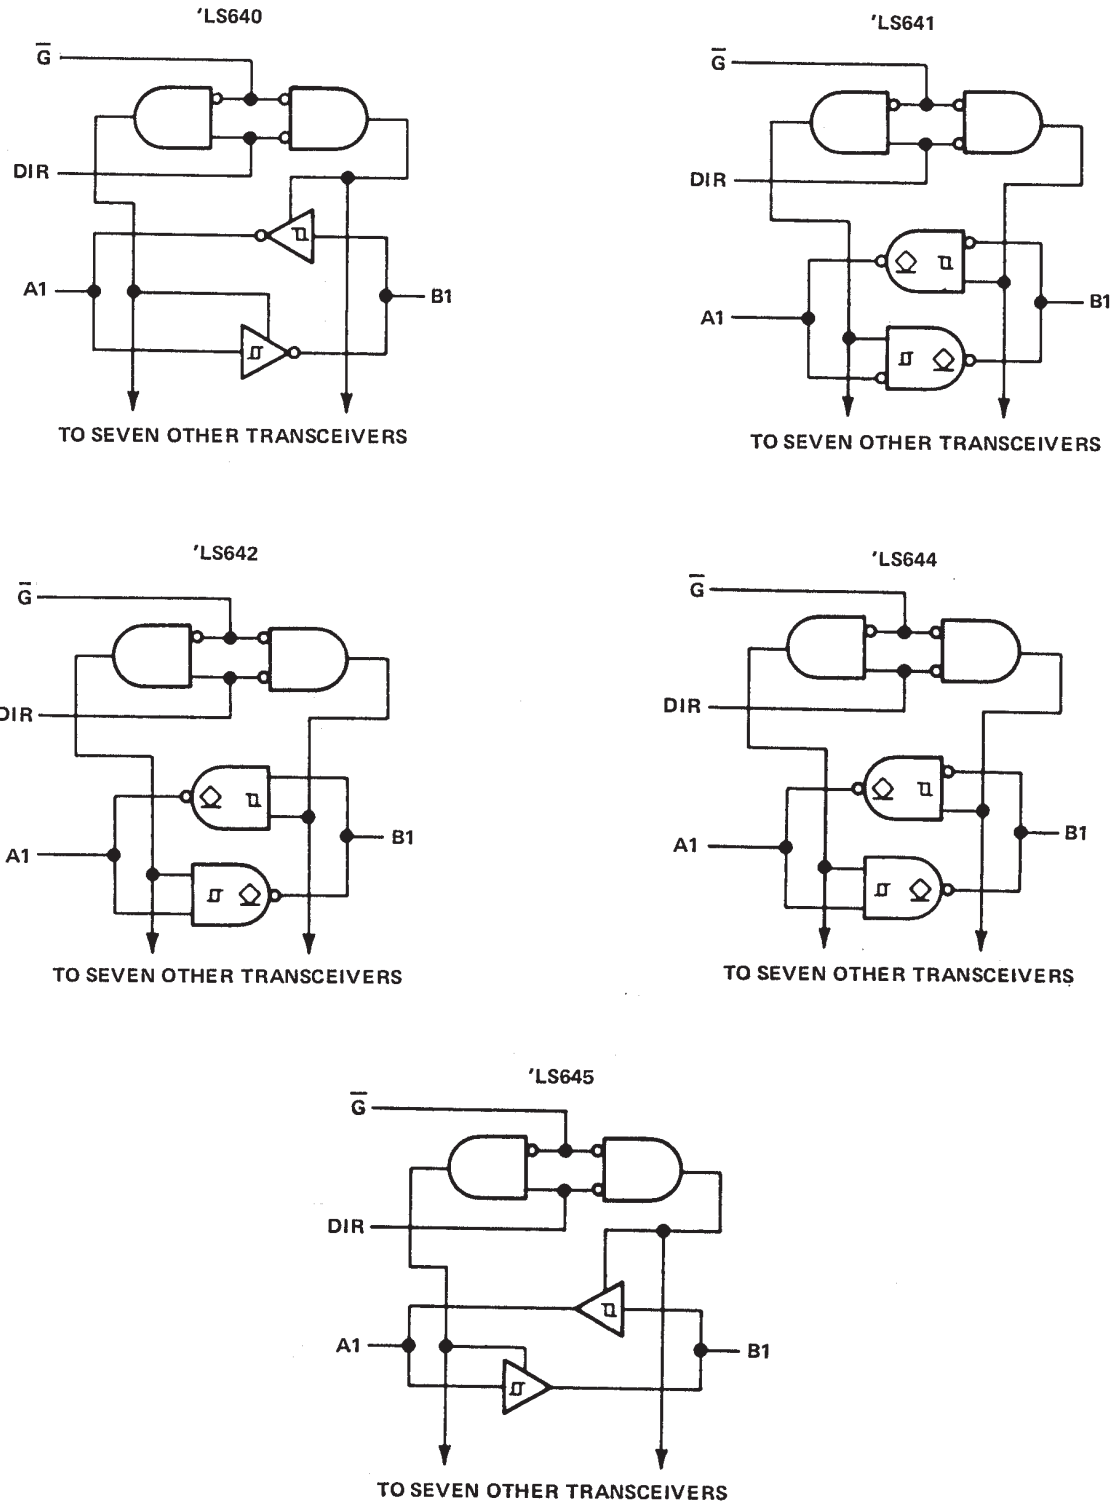 'LS640
G̅
DIR
A1
B1
TO SEVEN OTHER TRANSCEIVERS
'LS641
G̅
DIR
A1
B1
TO SEVEN OTHER TRANSCEIVERS
'LS642
G̅
DIR
A1
B1
TO SEVEN OTHER TRANSCEIVERS
'LS644
G̅
DIR
A1
B1
TO SEVEN OTHER TRANSCEIVERS
'LS645
G̅
DIR
A1
B1
TO SEVEN OTHER TRANSCEIVERS